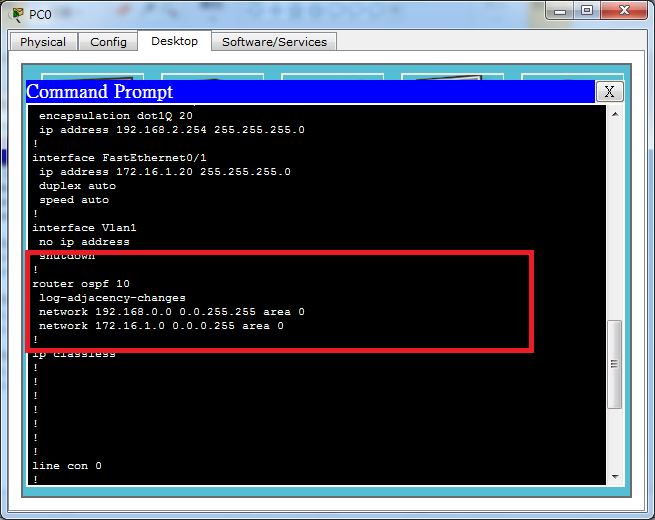 PC0
Physical Config Desktop Software/Services
Command Prompt X
encapsulation dot1Q 20
ip address 192.168.2.254 255.255.255.0
!
interface FastEthernet0/1
ip address 172.16.1.20 255.255.255.0
duplex auto
speed auto
!
interface Vlan1
no ip address
shutdown
!
router ospf 10
log-adjacency-changes
network 192.168.0.0 0.0.255.255 area 0
network 172.16.1.0 0.0.0.255 area 0
!
ip classless
!
!
!
!
!
!
!
line con 0
!